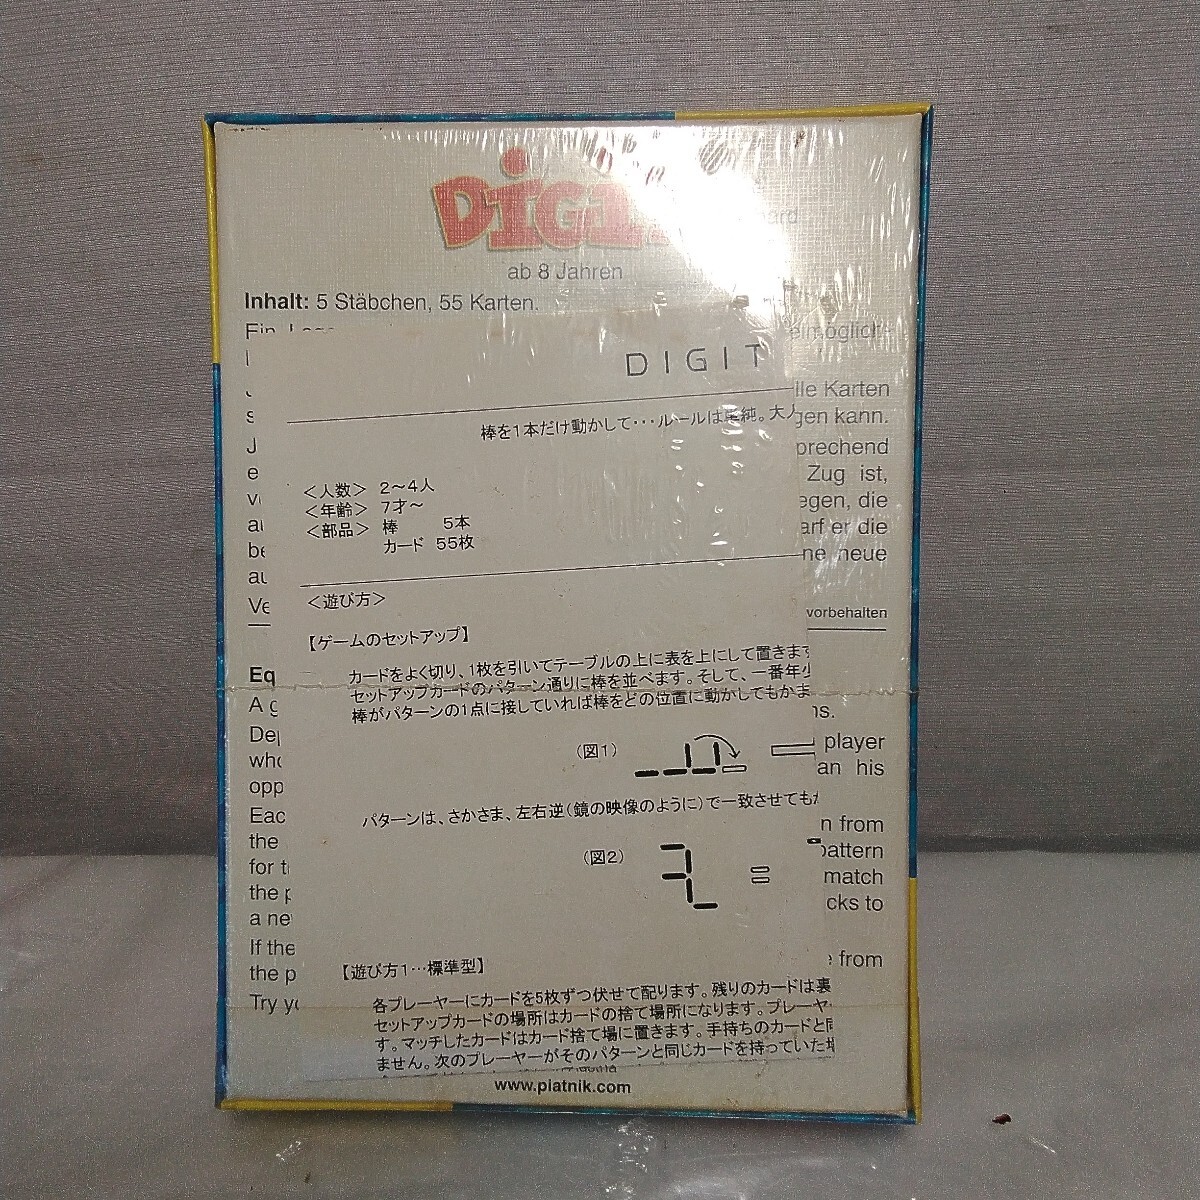 DiGiT
ard
ab 8 Jahren
Inhalt: 5 Stäbchen, 55 Karten.
elmöglich-
DIGIT
lle Karten
gen kann.
棒を1本だけ動かして・・・ルールは単純。大人
prechend
Zug ist,
egen, die
arf er die
ne neue
vorbehalten
<人数> 2～4人
<年齢> 7才～
<部品> 棒 5本
カード 55枚
<遊び方>
【ゲームのセットアップ】
カードをよく切り、1枚を引いてテーブルの上に表を上にして置きます
セットアップカードのパターン通りに棒を並べます。そして、一番年少
棒がパターンの1点に接していれば棒をどの位置に動かしてもかま
(図1)
パターンは、さかさま、左右逆(鏡の映像のように)で一致させても
(図2)
【遊び方1…標準型】
各プレーヤーにカードを5枚ずつ伏せて配ります。残りのカードは裏
セットアップカードの場所はカードの捨て場所になります。プレーヤ
す。マッチしたカードはカード捨て場に置きます。手持ちのカードと同
ません。次のプレーヤーがそのパターンと同じカードを持っていた場
J
e
au
be
au
Ve
Eq
A g
Dep
who
opp
Eac
the
for t
the p
a ne
If the
the p
Try yo
ns.
player
an his
n from
pattern
match
cks to
e from
www.piatnik.com